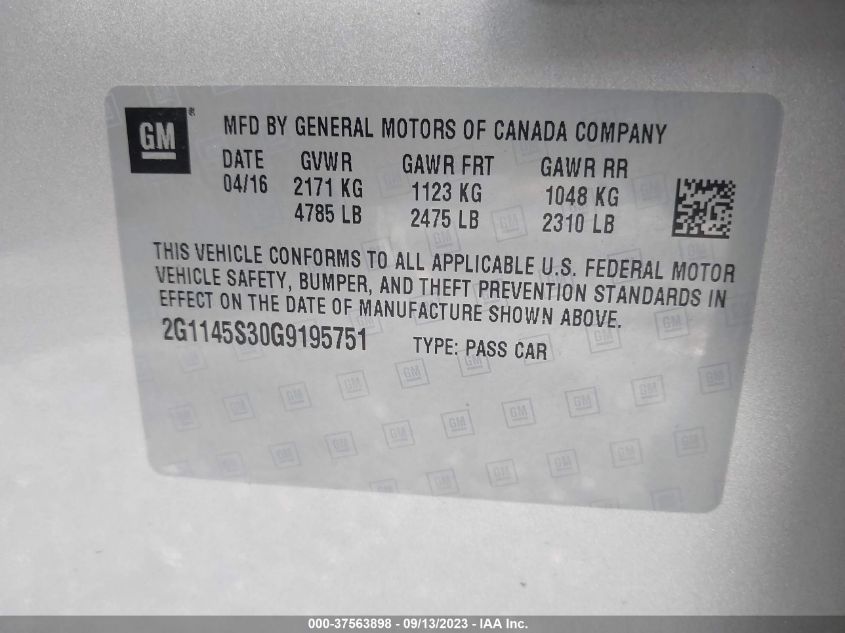 GM
MFD BY GENERAL MOTORS OF CANADA COMPANY
DATE GVWR GAWR FRT GAWR RR
04/16 2171 KG 1123 KG 1048 KG
4785 LB 2475 LB 2310 LB
THIS VEHICLE CONFORMS TO ALL APPLICABLE U.S. FEDERAL MOTOR
VEHICLE SAFETY, BUMPER, AND THEFT PREVENTION STANDARDS IN
EFFECT ON THE DATE OF MANUFACTURE SHOWN ABOVE.
2G1145S30G9195751 TYPE: PASS CAR
000-37563898 - 09/13/2023 - IAA Inc.